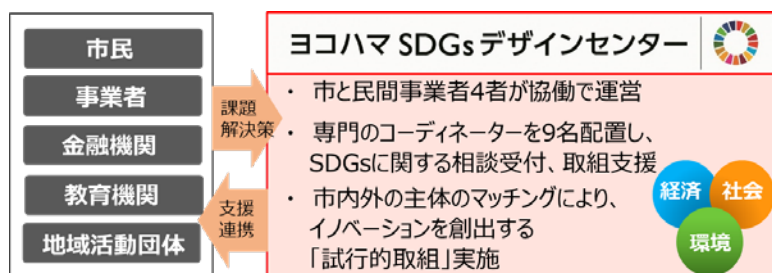 市民
事業者
金融機関
教育機関
地域活動団体
課題
解決策
支援
連携
ヨコハマ SDGs デザインセンター
・ 市と民間事業者4者が協働で運営
・ 専門のコーディネーターを9名配置し、
SDGsに関する相談受付、取組支援
・ 市内外の主体のマッチングにより、
イノベーションを創出する
「試行的取組」実施
経済
社会
環境